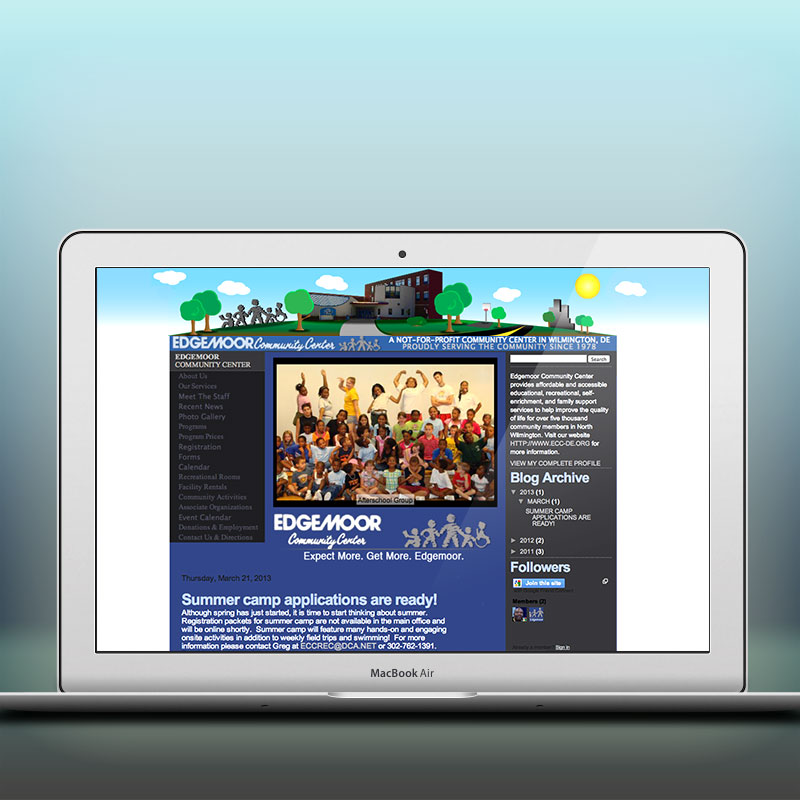 EDGEMOOR Community Center
A NOT-FOR-PROFIT COMMUNITY CENTER IN WILMINGTON, DE
PROUDLY SERVING THE COMMUNITY SINCE 1978
EDGEMOOR
COMMUNITY CENTER
About Us
Our Services
Meet The Staff
Recent News
Photo Gallery
Programs
Program Prices
Registration
Forms
Calendar
Recreational Rooms
Facility Rentals
Community Activities
Associate Organizations
Event Calendar
Donations & Employment
Contact Us & Directions
Afterschool Group
EDGEMOOR
Community Center
Expect More. Get More. Edgemoor.
Thursday, March 21, 2013
Summer camp applications are ready!
Although spring has just started, it is time to start thinking about summer.
Registration packets for summer camp are not available in the main office and
will be online shortly. Summer camp will feature many hands-on and engaging
onsite activities in addition to weekly field trips and swimming! For more
information please contact Greg at ECCREC@DCA.NET or 302-762-1391.
Search
Edgemoor Community Center
provides affordable and accessible
educational, recreational, self-
enrichment, and family support
services to help improve the quality
of life for over five thousand
community members in North
Wilmington. Visit our website
HTTP://WWW.ECC-DE.ORG for
more information.
VIEW MY COMPLETE PROFILE
Blog Archive
▼ 2013 (1)
▼ MARCH (1)
SUMMER CAMP
APPLICATIONS ARE
READY!
► 2012 (2)
► 2011 (3)
Followers
Join this site
with Google Friend Connect
Members (2)
Already a member? Sign in
MacBook Air